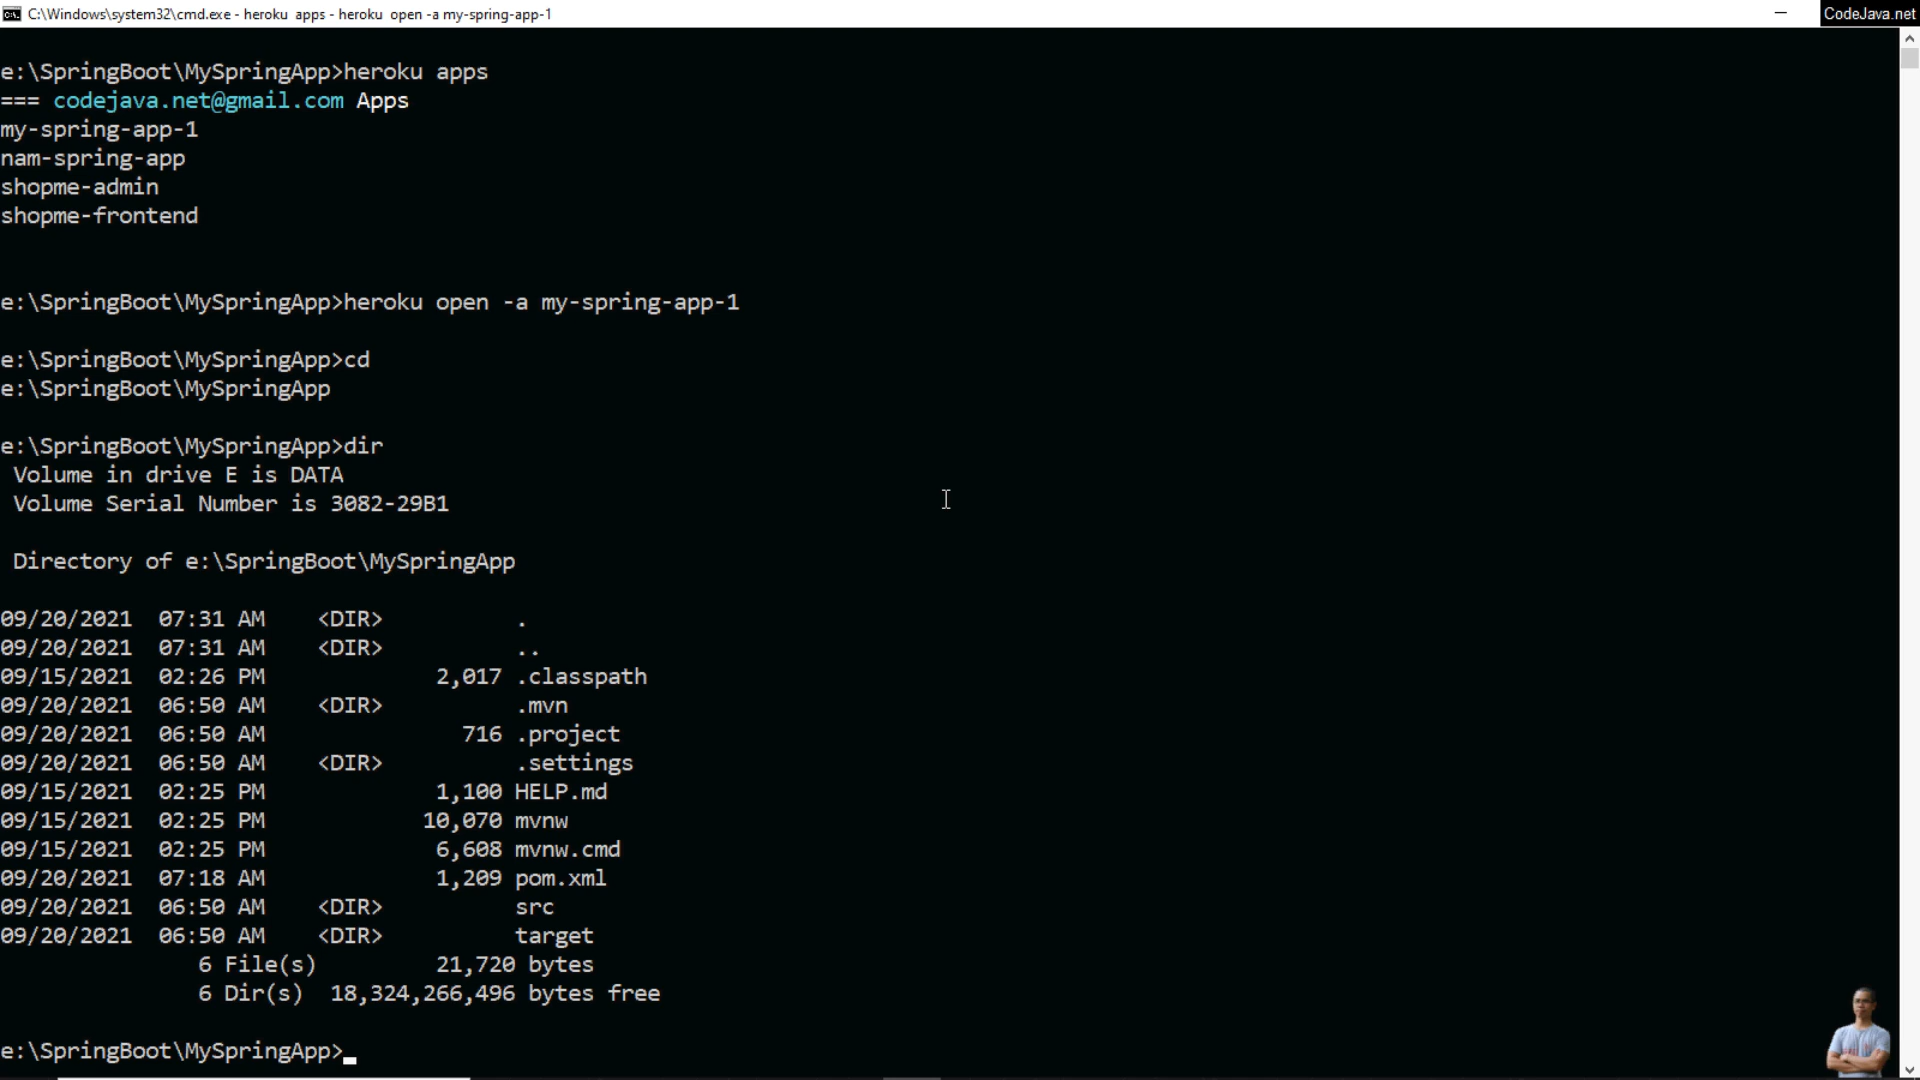 C:\Windows\system32\cmd.exe - heroku  apps - heroku  open -a my-spring-app-1
CodeJava.net
e:\SpringBoot\MySpringApp>heroku apps
=== codejava.net@gmail.com Apps
my-spring-app-1
nam-spring-app
shopme-admin
shopme-frontend
e:\SpringBoot\MySpringApp>heroku open -a my-spring-app-1
e:\SpringBoot\MySpringApp>cd
e:\SpringBoot\MySpringApp
e:\SpringBoot\MySpringApp>dir
Volume in drive E is DATA
Volume Serial Number is 3082-29B1
Directory of e:\SpringBoot\MySpringApp
09/20/2021  07:31 AM    <DIR>          .
09/20/2021  07:31 AM    <DIR>          ..
09/15/2021  02:26 PM             2,017 .classpath
09/20/2021  06:50 AM    <DIR>          .mvn
09/20/2021  06:50 AM               716 .project
09/20/2021  06:50 AM    <DIR>          .settings
09/15/2021  02:25 PM             1,100 HELP.md
09/15/2021  02:25 PM            10,070 mvnw
09/15/2021  02:25 PM             6,608 mvnw.cmd
09/20/2021  07:18 AM             1,209 pom.xml
09/20/2021  06:50 AM    <DIR>          src
09/20/2021  06:50 AM    <DIR>          target
6 File(s)         21,720 bytes
6 Dir(s)  18,324,266,496 bytes free
e:\SpringBoot\MySpringApp>